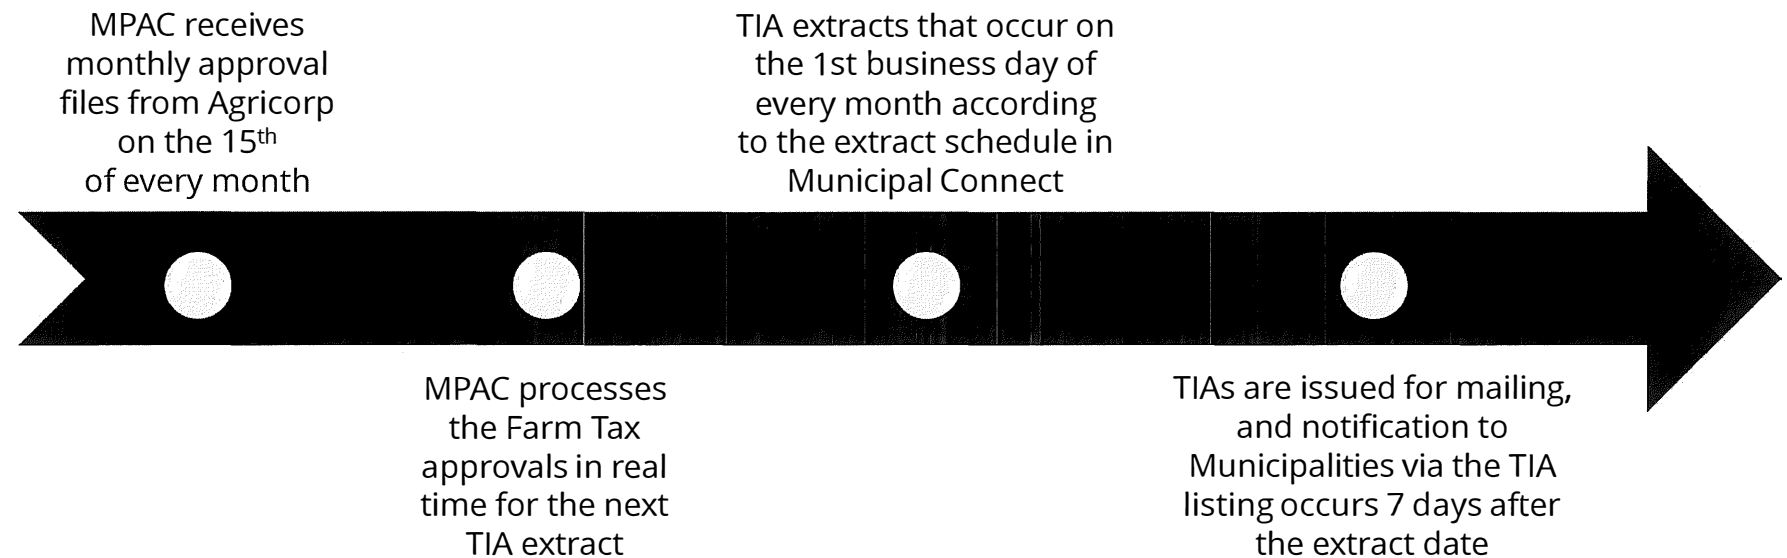 MPAC receives
monthly approval
files from Agricorp
on the 15th
of every month
MPAC processes
the Farm Tax
approvals in real
time for the next
TIA extract
TIA extracts that occur on
the 1st business day of
every month according
to the extract schedule in
Municipal Connect
TIAs are issued for mailing,
and notification to
Municipalities via the TIA
listing occurs 7 days after
the extract date